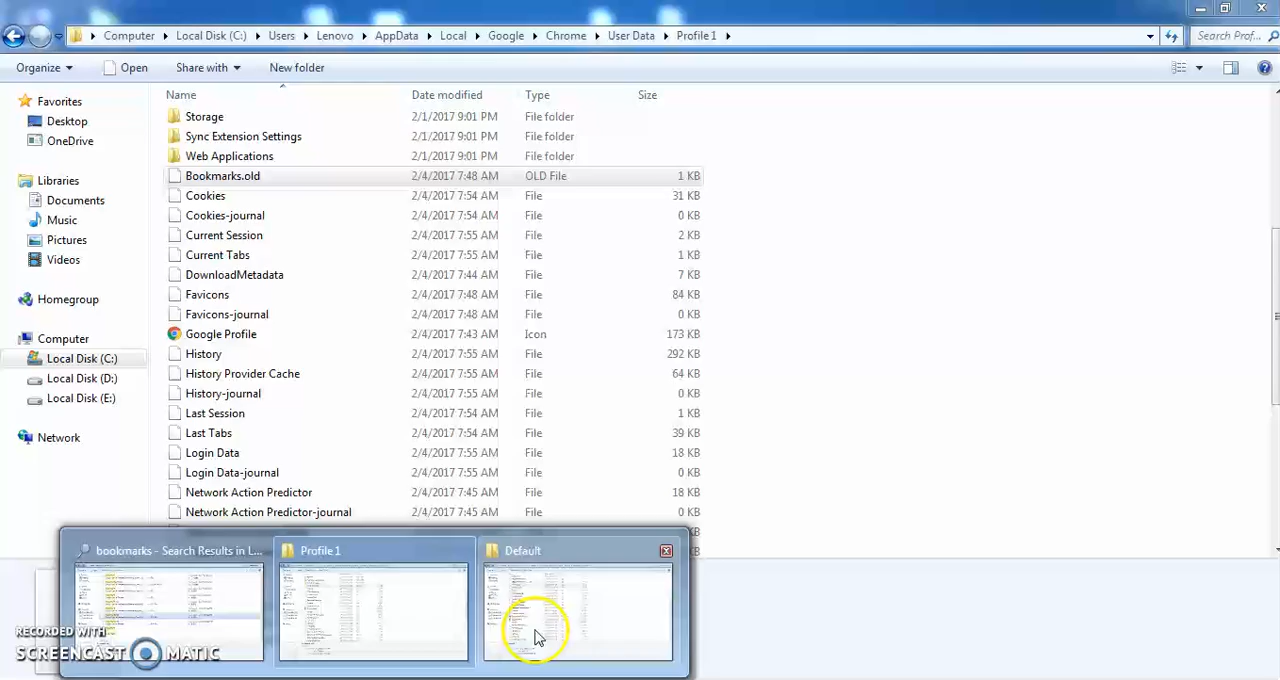 Computer Local Disk (C:) Users Lenovo AppData Local Google Chrome User Data Profile 1 Search Prof...
Organize Open Share with New folder
Name Date modified Type Size
Favorites
Desktop
OneDrive
Libraries
Documents
Music
Pictures
Videos
Homegroup
Computer
Local Disk (C:)
Local Disk (D:)
Local Disk (E:)
Network
Storage 2/1/2017 9:01 PM File folder
Sync Extension Settings 2/1/2017 9:01 PM File folder
Web Applications 2/1/2017 9:01 PM File folder
Bookmarks.old 2/4/2017 7:48 AM OLD File 1 KB
Cookies 2/4/2017 7:54 AM File 31 KB
Cookies-journal 2/4/2017 7:54 AM File 0 KB
Current Session 2/4/2017 7:55 AM File 2 KB
Current Tabs 2/4/2017 7:55 AM File 1 KB
DownloadMetadata 2/4/2017 7:44 AM File 7 KB
Favicons 2/4/2017 7:48 AM File 84 KB
Favicons-journal 2/4/2017 7:48 AM File 0 KB
Google Profile 2/4/2017 7:43 AM Icon 173 KB
History 2/4/2017 7:55 AM File 292 KB
History Provider Cache 2/4/2017 7:55 AM File 64 KB
History-journal 2/4/2017 7:55 AM File 0 KB
Last Session 2/4/2017 7:54 AM File 1 KB
Last Tabs 2/4/2017 7:54 AM File 39 KB
Login Data 2/4/2017 7:55 AM File 18 KB
Login Data-journal 2/4/2017 7:55 AM File 0 KB
Network Action Predictor 2/4/2017 7:45 AM File 18 KB
Network Action Predictor-journal 2/4/2017 7:45 AM File 0 KB
bookmarks - Search Results in L... Profile 1 Default
RECORDED WITH
SCREENCAST MATIC